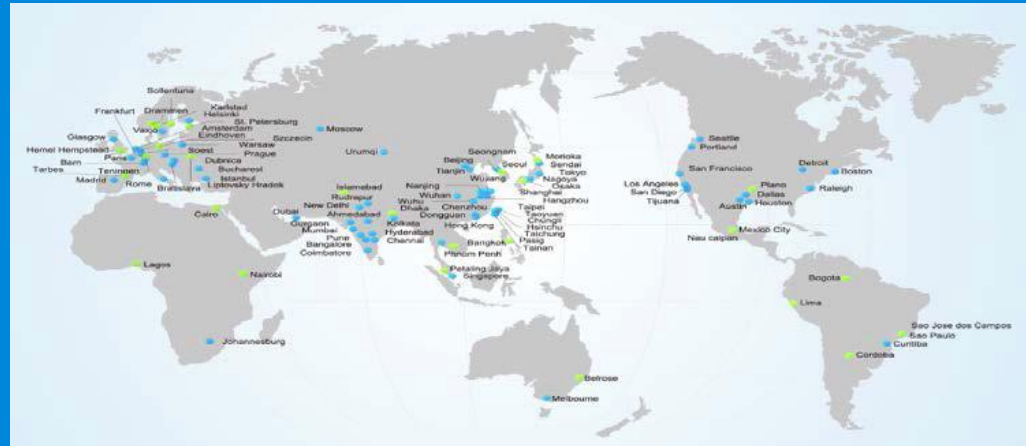 Sollentuna
Frankfurt
Drammen
Karlstad
Helsinki
St. Petersburg
Vaxjo
Amsterdam
Eindhoven
Szczecin
Glasgow
Hemel Hempstead
Warsaw
Prague
Paris
Soest
Bern
Tarbes
Teningen
Dubnica
Bucharest
Madrid
Rome
Istanbul
Bratislava
Liptovsky Hradok
Moscow
Urumqi
Beijing
Tianjin
Seongnam
Seoul
Morioka
Sendai
Tokyo
Wujiang
Nagoya
Osaka
Nanjing
Shanghai
Hangzhou
Wuhan
Wuhu
Chenzhou
Dongguan
Hong Kong
Taipei
Taoyuan
Chungli
Hsinchu
Taichung
Tainan
Islamabad
Rudrapur
New Delhi
Dhaka
Cairo
Dubai
Gurgaon
Ahmedabad
Kolkata
Mumbai
Hyderabad
Pune
Chennai
Bangalore
Coimbatore
Bangkok
Pasig
Phnum Penh
Petaling Jaya
Singapore
Lagos
Nairobi
Johannesburg
Belrose
Melbourne
Seattle
Portland
San Francisco
Detroit
Boston
Los Angeles
San Diego
Tijuana
Plano
Dallas
Raleigh
Austin
Houston
Mexico City
Nau calpan
Bogota
Lima
Sao Jose dos Campos
Sao Paulo
Curitiba
Cordoba